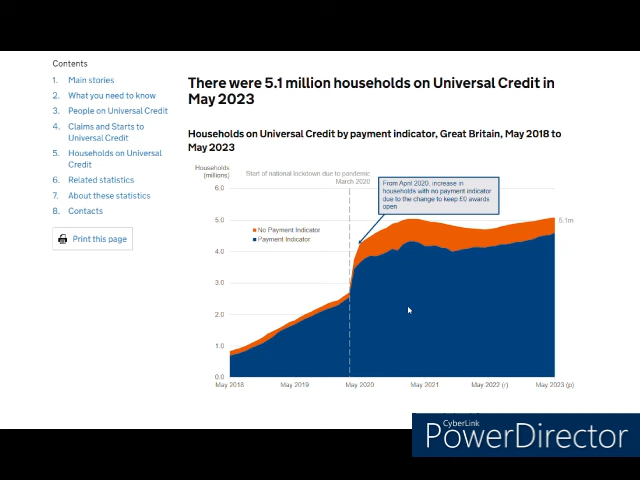 Contents
1. Main stories
2. What you need to know
3. People on Universal Credit
4. Claims and Starts to
Universal Credit
5. Households on Universal
Credit
6. Related statistics
7. About these statistics
8. Contacts
Print this page
There were 5.1 million households on Universal Credit in
May 2023
Households on Universal Credit by payment indicator, Great Britain, May 2018 to
May 2023
Households
(millions)
Start of national lockdown due to pandemic
March 2020
From April 2020, increase in
households with no payment indicator
due to the change to keep £0 awards
open
No Payment Indicator
Payment Indicator
6.0
5.0
4.0
3.0
2.0
1.0
0.0
5.1m
May 2018
May 2019
May 2020
May 2021
May 2022 (r)
May 2023 (p)
CyberLink
PowerDirector